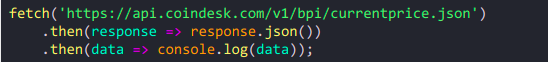 fetch('https://api.coindesk.com/v1/bpi/currentprice.json')
    .then(response => response.json())
    .then(data => console.log(data));